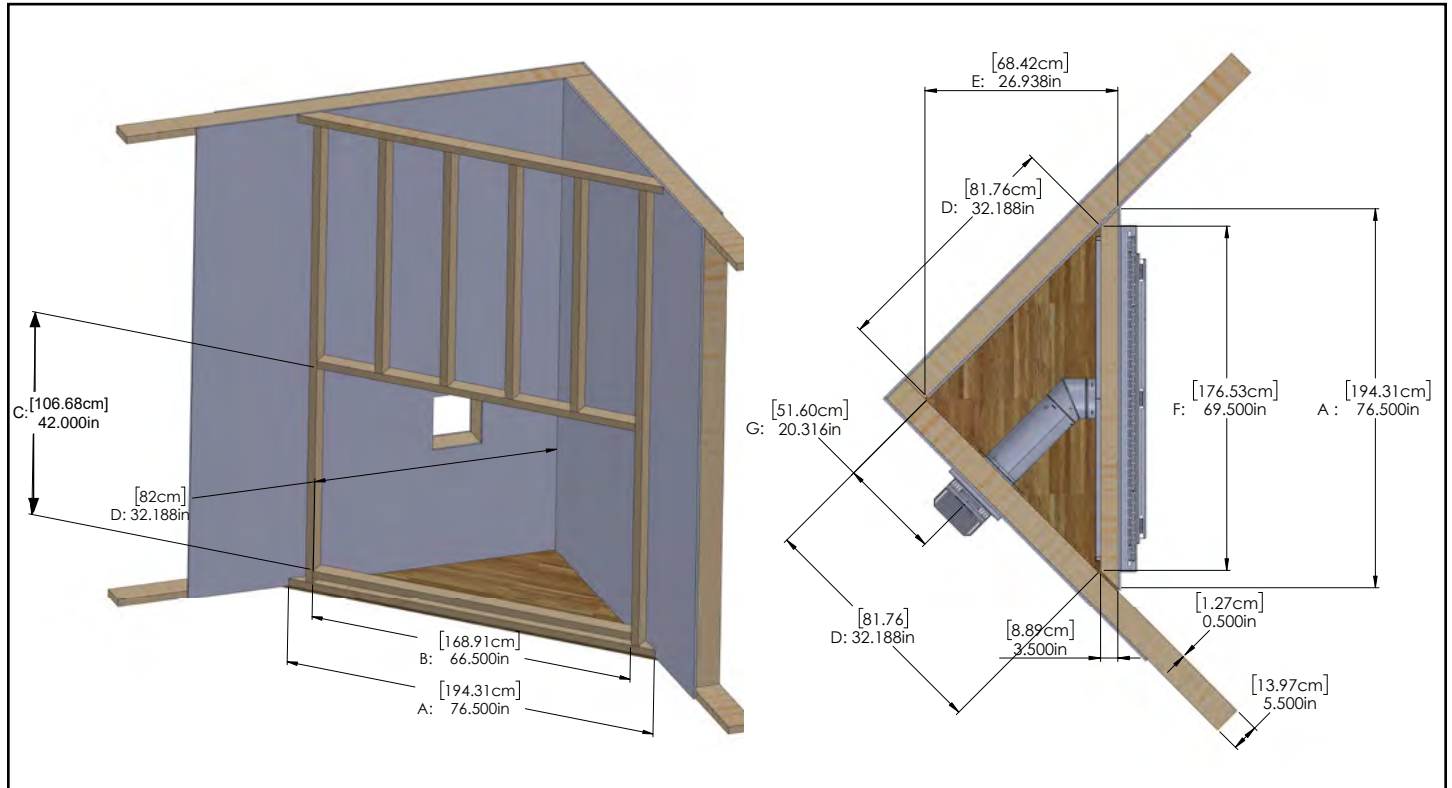 C: [106.68cm]
42.000in
[82cm]
D: 32.188in
[168.91cm]
B: 66.500in
[194.31cm]
A: 76.500in
[68.42cm]
E: 26.938in
[81.76cm]
D: 32.188in
[51.60cm]
G: 20.316in
[176.53cm]
F: 69.500in
[194.31cm]
A : 76.500in
[81.76]
D: 32.188in
[8.89cm]
3.500in
[1.27cm]
0.500in
[13.97cm]
5.500in